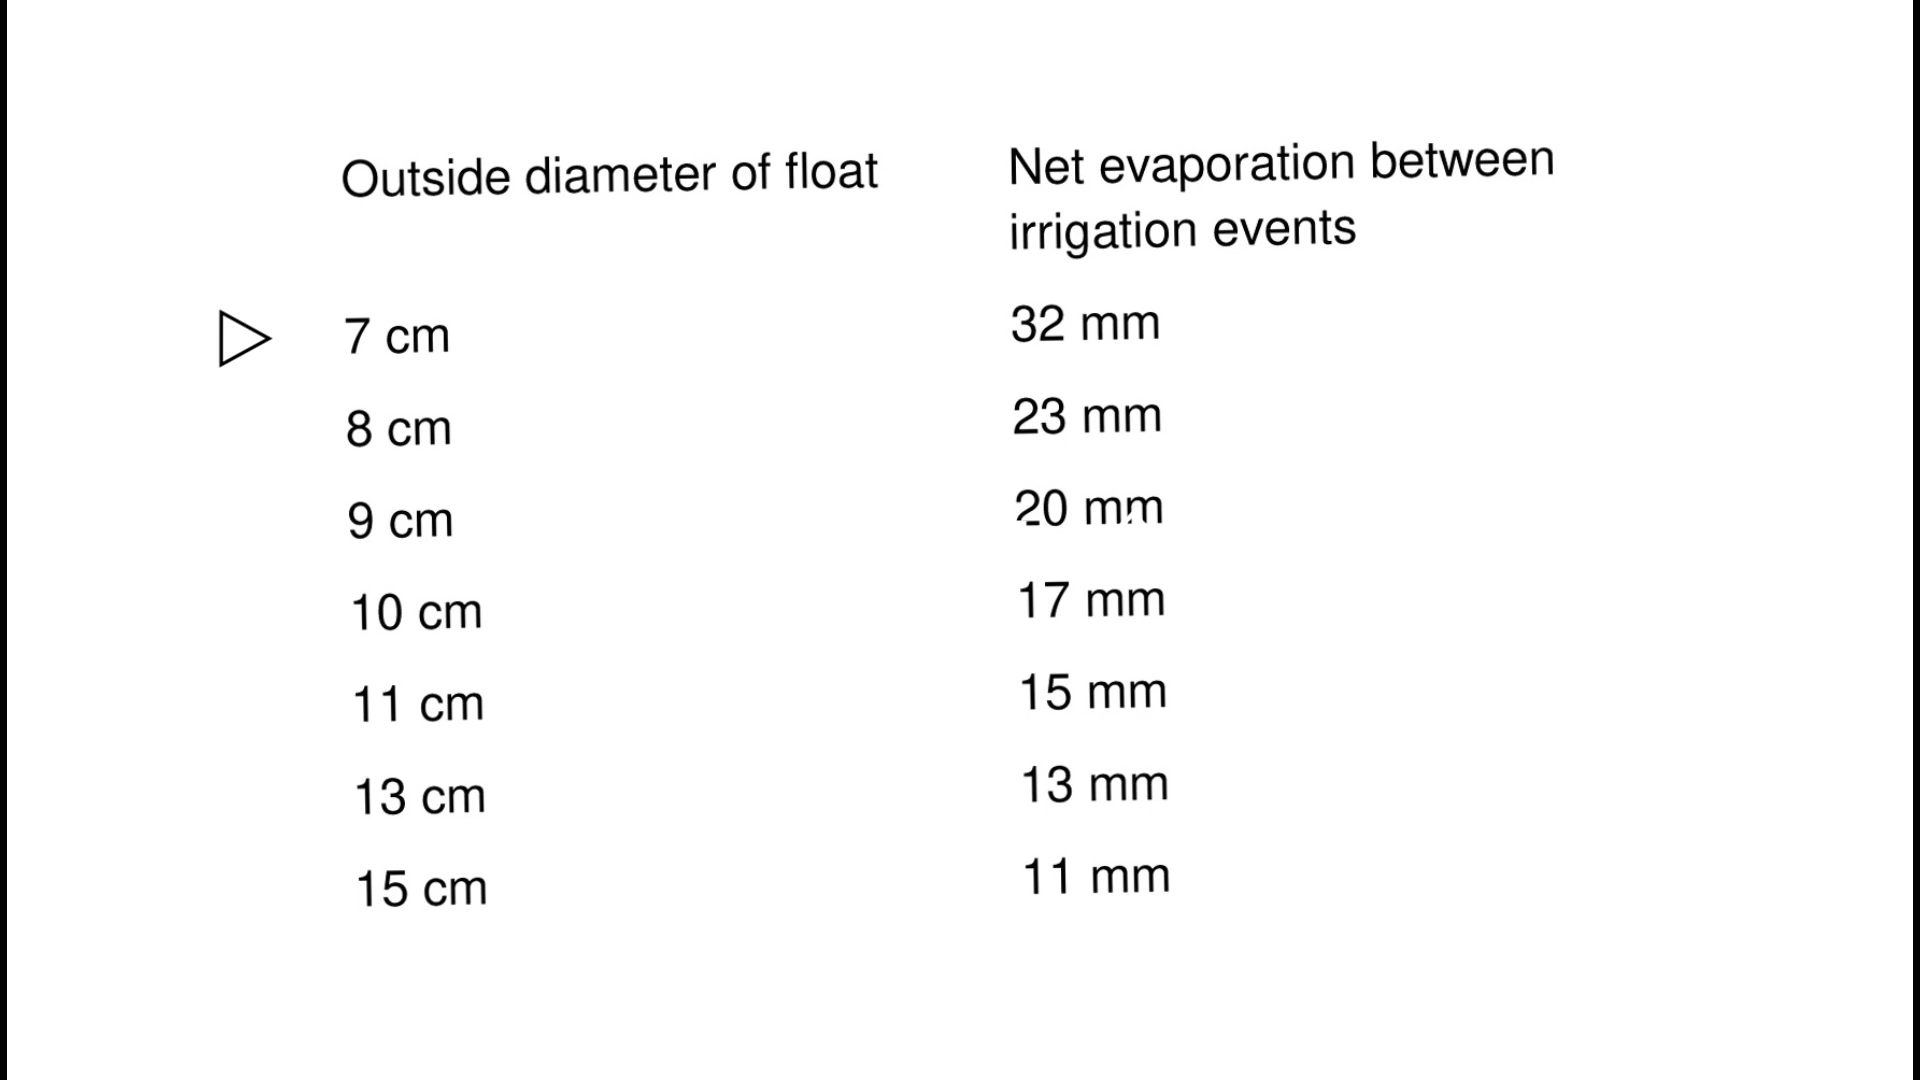 Outside diameter of float
Net evaporation between
irrigation events
7 cm 32 mm
8 cm 23 mm
9 cm 20 mm
10 cm 17 mm
11 cm 15 mm
13 cm 13 mm
15 cm 11 mm